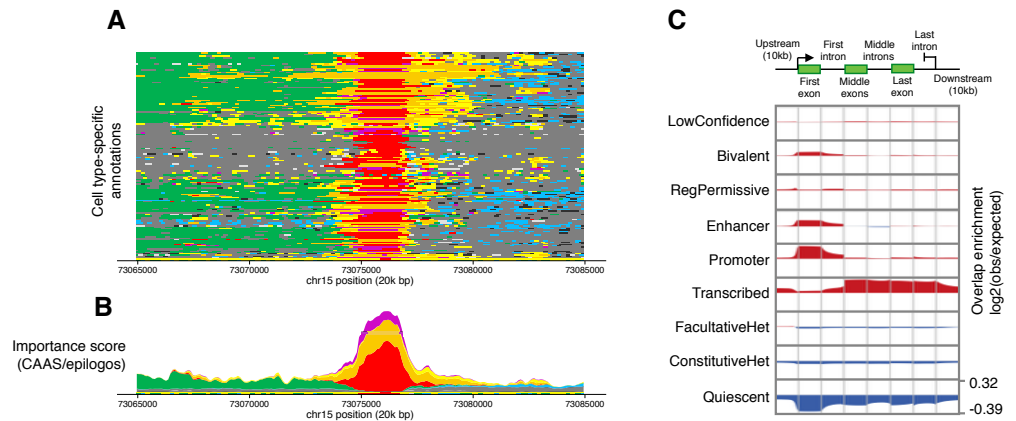 A
Cell type-specific
annotations
73065000
73070000
73075000
73080000
73085000
chr15 position (20k bp)
B
Importance score
(CAAS/epilogos)
73065000
73070000
73075000
73080000
73085000
chr15 position (20k bp)
C
Upstream
(10kb)
First
intron
Middle
introns
Last
intron
First
exon
Middle
exons
Last
exon
Downstream
(10kb)
LowConfidence
Bivalent
RegPermissive
Enhancer
Promoter
Transcribed
FacultativeHet
ConstitutiveHet
Quiescent
Overlap enrichment
log2(obs/expected)
0.32
-0.39